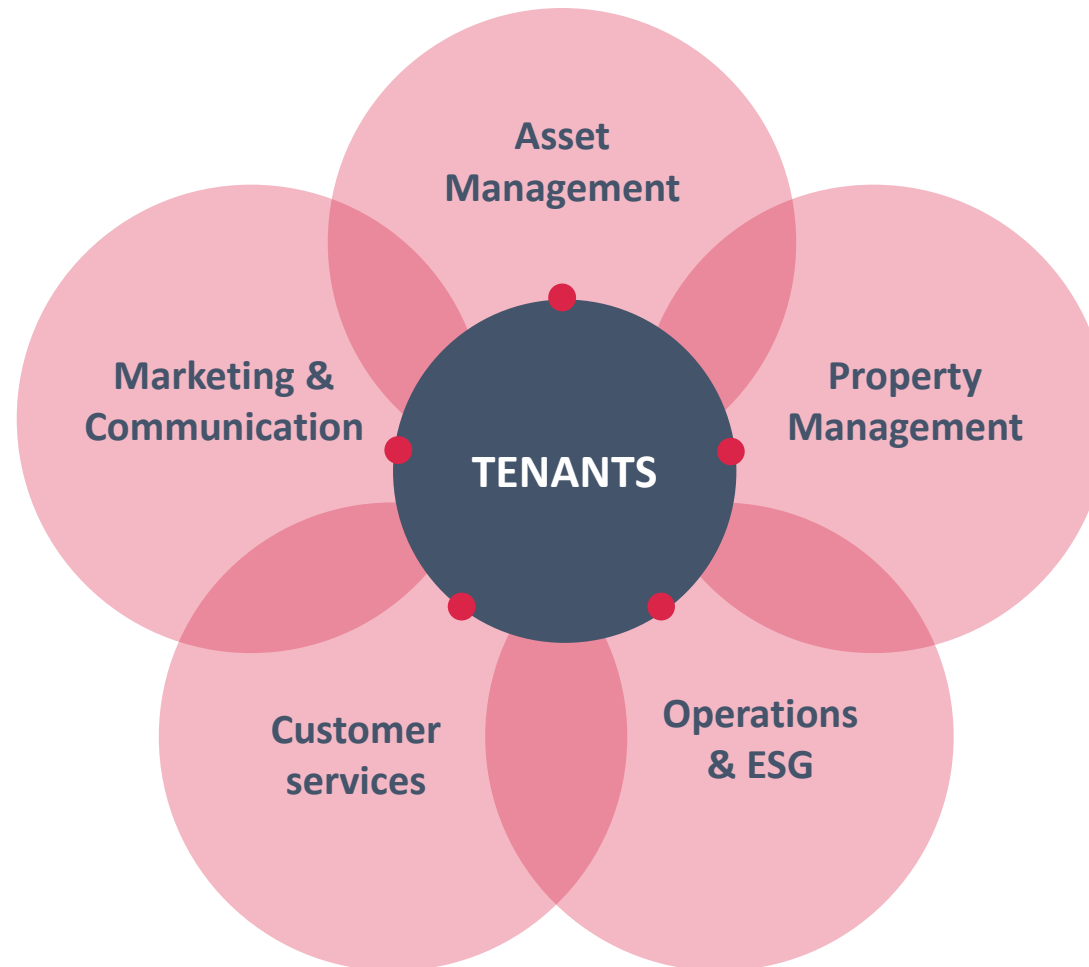 Asset
Management
Marketing &
Communication
Property
Management
TENANTS
Customer
services
Operations
& ESG